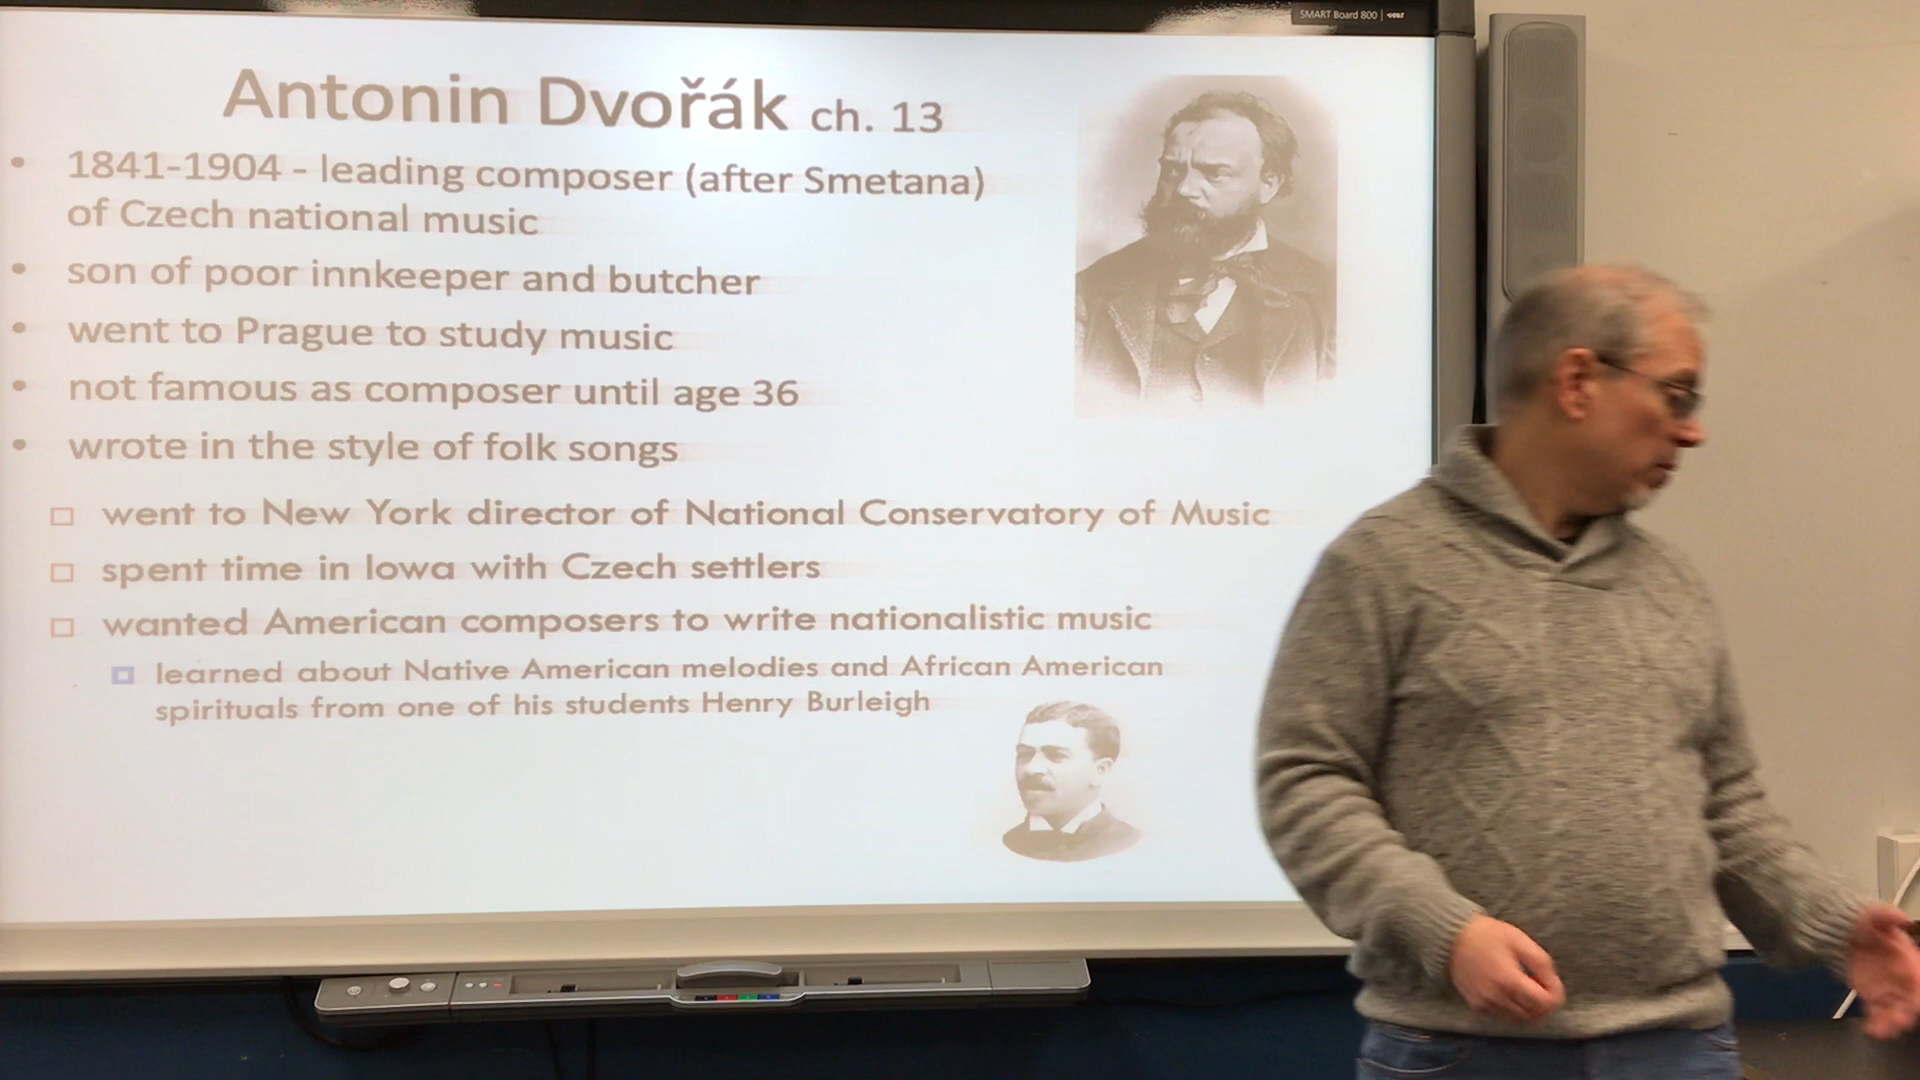 SMART Board 800
Antonin Dvořák ch. 13
• 1841-1904 - leading composer (after Smetana)
of Czech national music
• son of poor innkeeper and butcher
• went to Prague to study music
• not famous as composer until age 36
• wrote in the style of folk songs
went to New York director of National Conservatory of Music
spent time in Iowa with Czech settlers
wanted American composers to write nationalistic music
learned about Native American melodies and African American
spirituals from one of his students Henry Burleigh